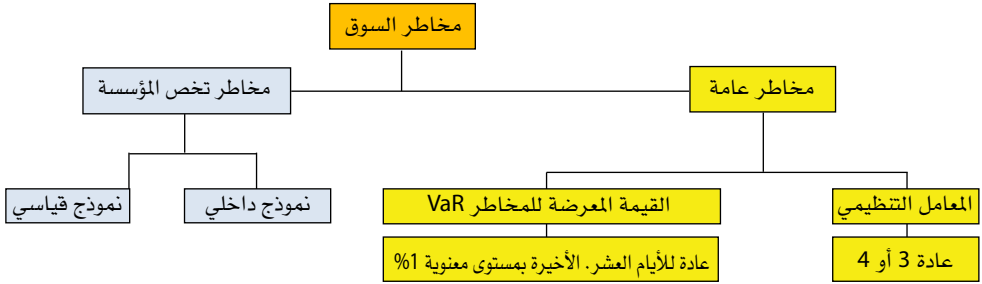 مخاطر السوق
مخاطر عامة
مخاطر تخص المؤسسة
المعامل التنظيمي
القيمة المعرضة للمخاطر VaR
نموذج داخلي
نموذج قياسي
عادة 3 أو 4
عادة للأيام العشر. الأخيرة بمستوى معنوية 1%